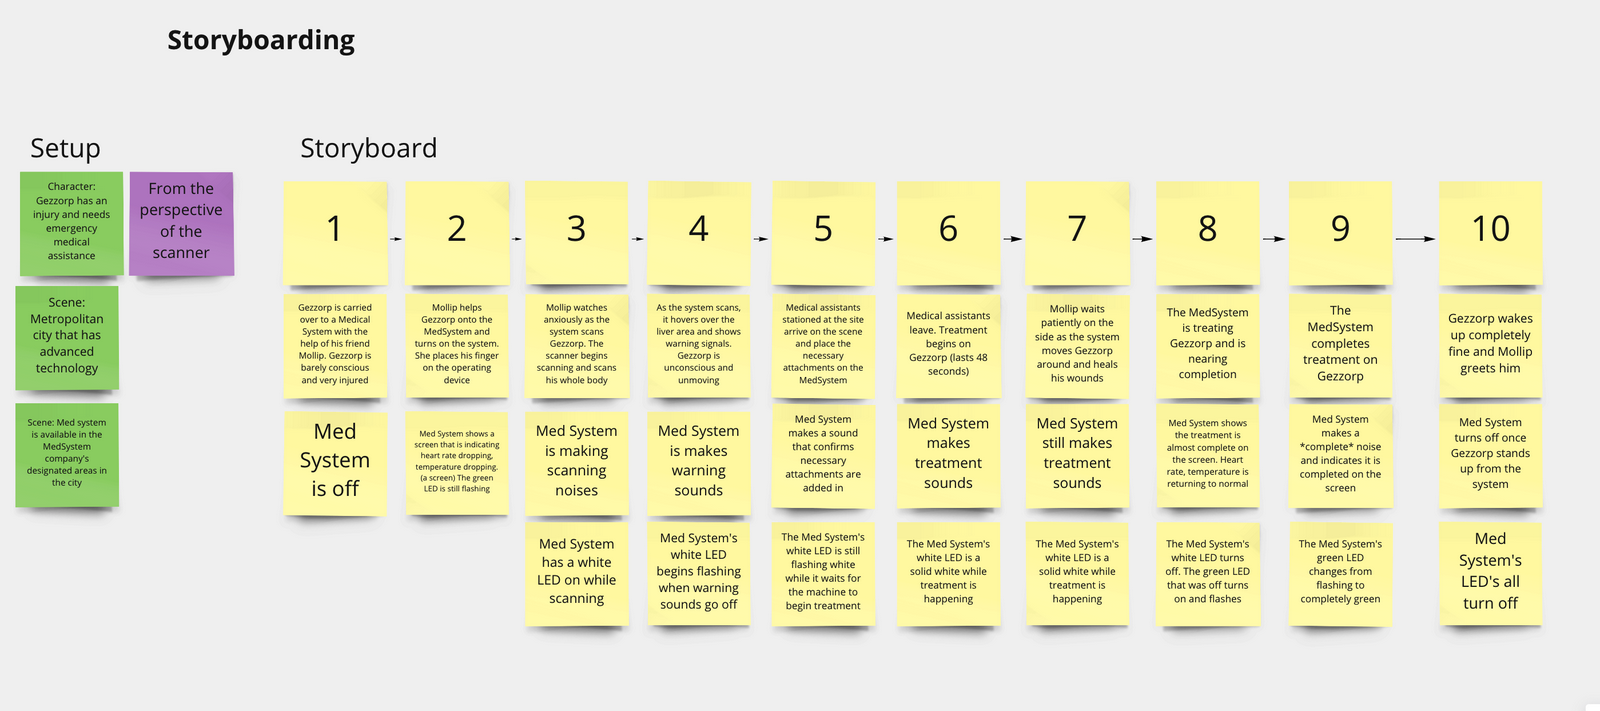 Storyboarding
Setup
Character:
Gezzorp has an
injury and needs
emergency
medical
assistance
From the
perspective
of the
scanner
Scene:
Metropolitan
city that has
advanced
technology
Scene: Med system
is available in the
MedSystem
company's
designated areas in
the city
Storyboard
1
2
3
4
5
6
7
8
9
10
Gezzorp is carried
over to a Medical
System with the
help of his friend
Mollip. Gezzorp is
barely conscious
and very injured
Mollip helps
Gezzorp onto the
MedSystem and
turns on the system.
She places his finger
on the operating
device
Mollip watches
anxiously as the
system scans
Gezzorp. The
scanner begins
scanning and scans
his whole body
As the system scans,
it hovers over the
liver area and shows
warning signals.
Gezzorp is
unconscious and
unmoving
Medical assistants
stationed at the site
arrive on the scene
and place the
necessary
attachments on the
MedSystem
Medical assistants
leave. Treatment
begins on
Gezzorp (lasts 48
seconds)
Mollip waits
patiently on the
side as the system
moves Gezzorp
around and heals
his wounds
The MedSystem
is treating
Gezzorp and is
nearing
completion
The
MedSystem
completes
treatment on
Gezzorp
Gezzorp wakes
up completely
fine and Mollip
greets him
Med
System
is off
Med System shows a
screen that is indicating
heart rate dropping,
temperature dropping.
(a screen) The green
LED is still flashing
Med System
is making
scanning
noises
Med System
is makes
warning
sounds
Med System
makes a sound
that confirms
necessary
attachments are
added in
Med System
makes
treatment
sounds
Med System
still makes
treatment
sounds
Med System shows
the treatment is
almost complete on
the screen. Heart
rate, temperature is
returning to normal
Med System
makes a
*complete* noise
and indicates it is
completed on the
screen
Med System
turns off once
Gezzorp stands
up from the
system
Med System
has a white
LED on while
scanning
Med System's
white LED
begins flashing
when warning
sounds go off
The Med System's
white LED is still
flashing white
while it waits for
the machine to
begin treatment
The Med System's
white LED is a
solid white while
treatment is
happening
The Med System's
white LED is a
solid white while
treatment is
happening
The Med System's
white LED turns
off. The green LED
that was off turns
on and flashes
The Med System's
green LED
changes from
flashing to
completely green
Med
System's
LED's all
turn off